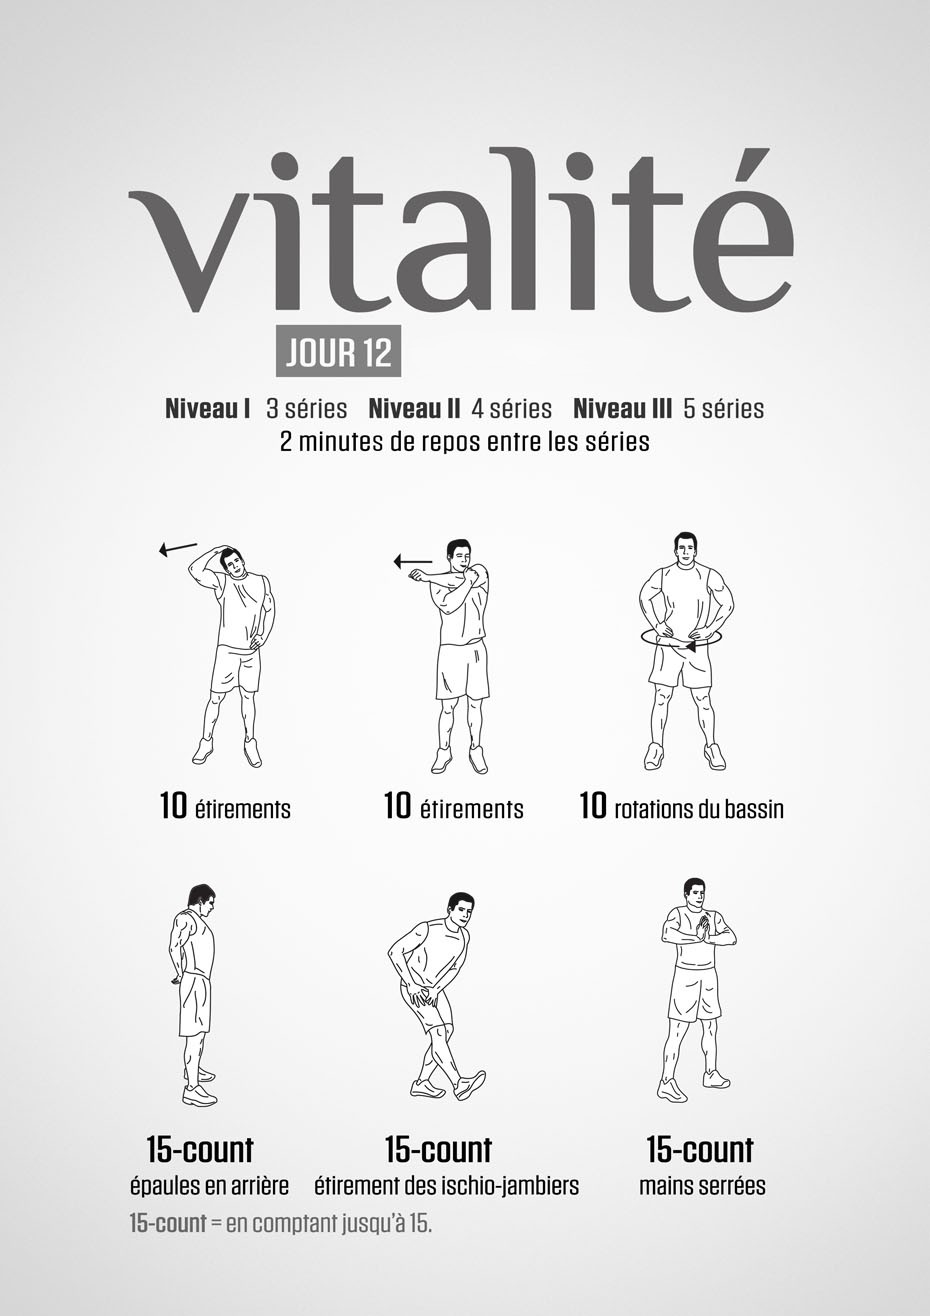 vitalité
JOUR 12
Niveau I 3 séries Niveau II 4 séries Niveau III 5 séries
2 minutes de repos entre les séries
10 étirements
10 étirements
10 rotations du bassin
15-count
épaules en arrière
15-count
étirement des ischio-jambiers
15-count
mains serrées
15-count = en comptant jusqu'à 15.